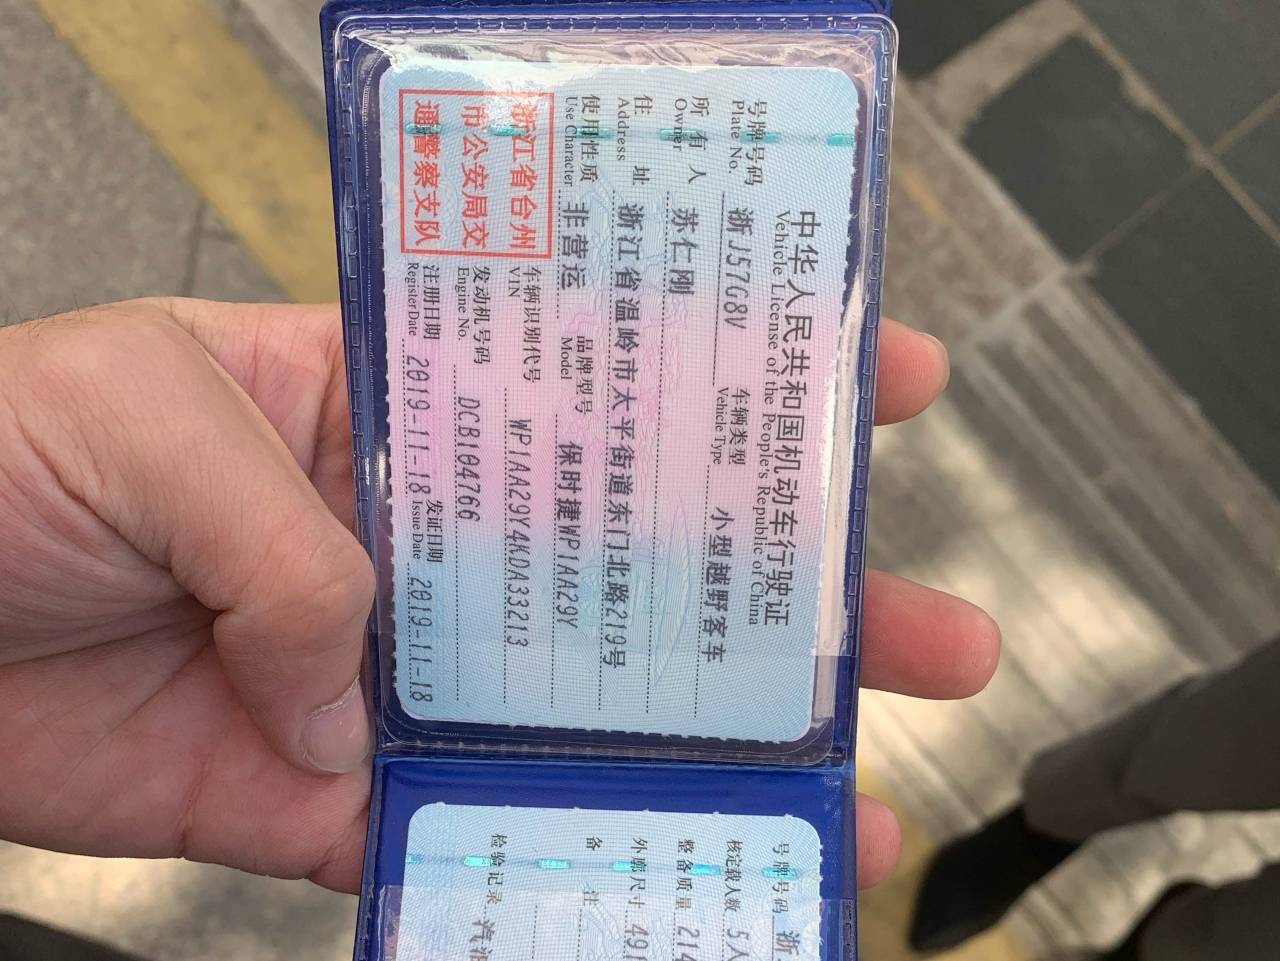 中华人民共和国机动车行驶证
Vehicle License of the People's Republic of China
号牌号码 浙J57G8V 车辆类型 小型越野客车
Plate No. Vehicle Type
所有人 苏仁刚
Owner
住址 浙江省温岭市太平街道东门北路219号
Address
使用性质 非营运 品牌型号 保时捷WP1AA29Y
Use Character Model
浙江省台州
市公安局交
通警察支队
车辆识别代号 WP1AA29Y4KDA33213
VIN
发动机号码 DCB104766
Engine No.
注册日期 2019-11-18 发证日期 2019-11-18
Register Date Issue Date
号牌号码 浙
核定载人数 5人
整备质量 214
外廓尺寸 491
备注
检验记录 汽油